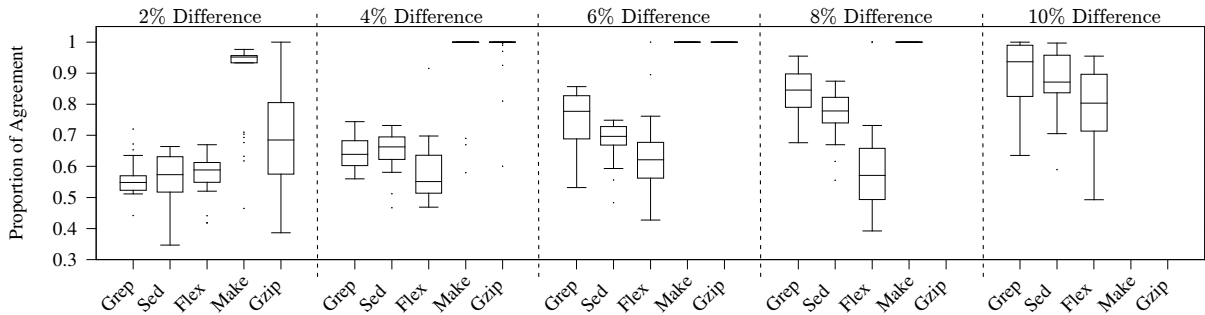 2% Difference 4% Difference 6% Difference 8% Difference 10% Difference
Proportion of Agreement
1
0.9
0.8
0.7
0.6
0.5
0.4
0.3
Grep Sed Flex Make Gzip Grep Sed Flex Make Gzip Grep Sed Flex Make Gzip Grep Sed Flex Make Gzip Grep Sed Flex Make Gzip